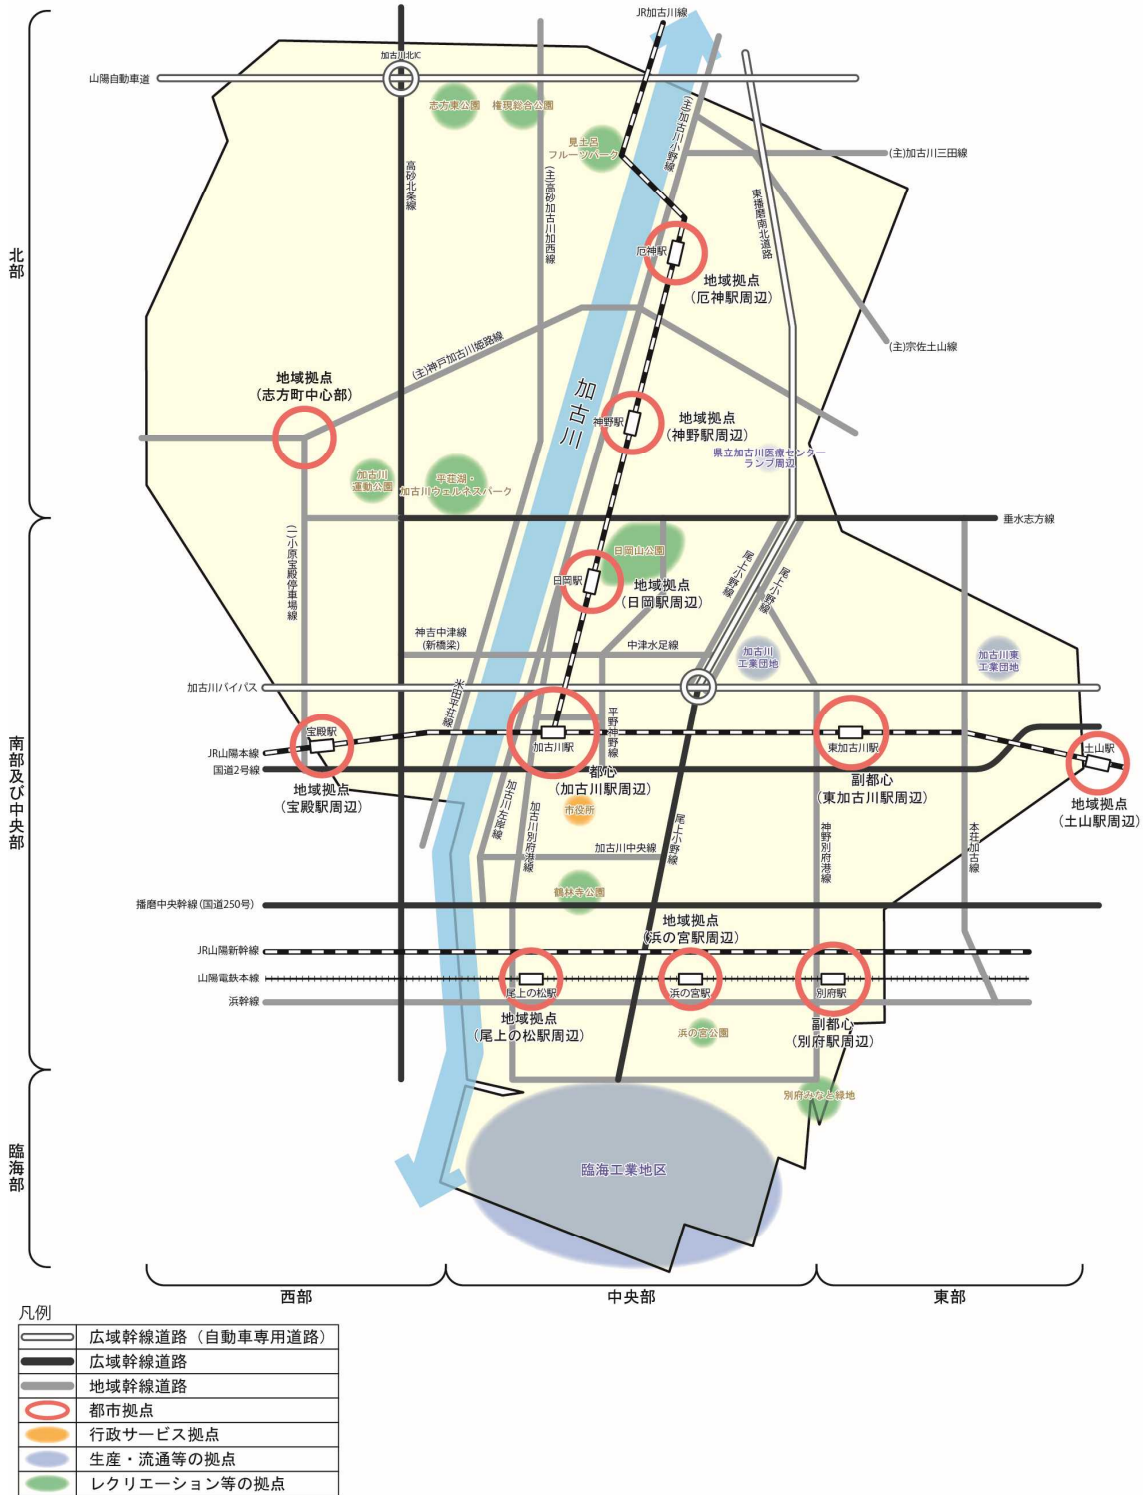 JR加古川線
加古川北IC
山陽自動車道
志方東公園
権現総合公園
見土呂
フルーツパーク
(主)加古川小野線
(主)加古川三田線
高砂北条線
(主)高砂加古川加西線
東播磨南北道路
北部
厄神駅
地域拠点
(厄神駅周辺)
(主)宗佐土山線
(主)神戸加古川姫路線
地域拠点
(志方町中心部)
加古川
神野駅
地域拠点
(神野駅周辺)
県立加古川医療センター
ランプ周辺
加古川
運動公園
平荘湖・
加古川ウェルネスパーク
垂水志方線
(一)小原宝殿停車場線
日岡山公園
尾上小野線
尾上小野線
日岡駅
地域拠点
(日岡駅周辺)
神吉中津線
(新橋梁)
中津水足線
加古川
工業団地
加古川東
工業団地
加古川バイパス
米田平荘線
平野神野線
宝殿駅
加古川駅
東加古川駅
土山駅
JR山陽本線
国道2号線
南部及び中央部
地域拠点
(宝殿駅周辺)
都心
(加古川駅周辺)
副都心
(東加古川駅周辺)
地域拠点
(土山駅周辺)
加古川左岸線
加古川別府港線
市役所
尾上小野線
神野別府港線
本荘加古線
加古川中央線
鶴林寺公園
播磨中央幹線(国道250号)
地域拠点
(浜の宮駅周辺)
JR山陽新幹線
山陽電鉄本線
浜幹線
尾上の松駅
浜の宮駅
別府駅
地域拠点
(尾上の松駅周辺)
浜の宮公園
副都心
(別府駅周辺)
別府みなと緑地
臨海部
臨海工業地区
西部
中央部
東部
凡例
広域幹線道路(自動車専用道路)
広域幹線道路
地域幹線道路
都市拠点
行政サービス拠点
生産・流通等の拠点
レクリエーション等の拠点